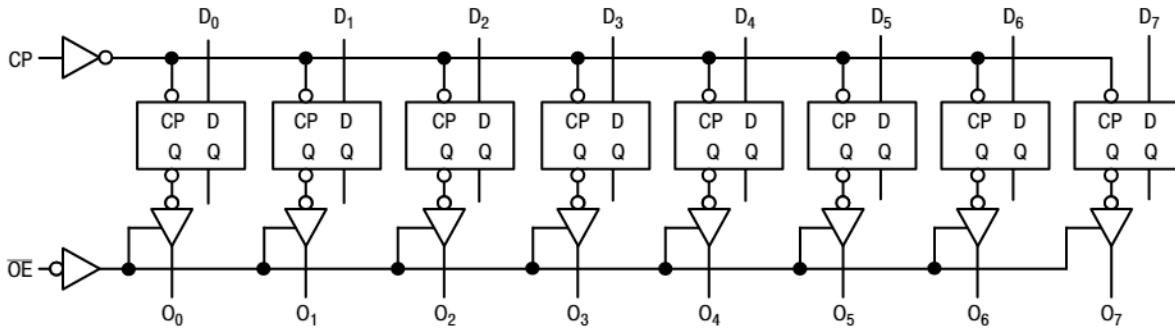 D₀ D₁ D₂ D₃ D₄ D₅ D₆ D₇
CP
CP D CP D CP D CP D CP D CP D CP D CP D
Q Q Q Q Q Q Q Q Q Q Q Q Q Q Q Q
O̅E̅
O₀ O₁ O₂ O₃ O₄ O₅ O₆ O₇